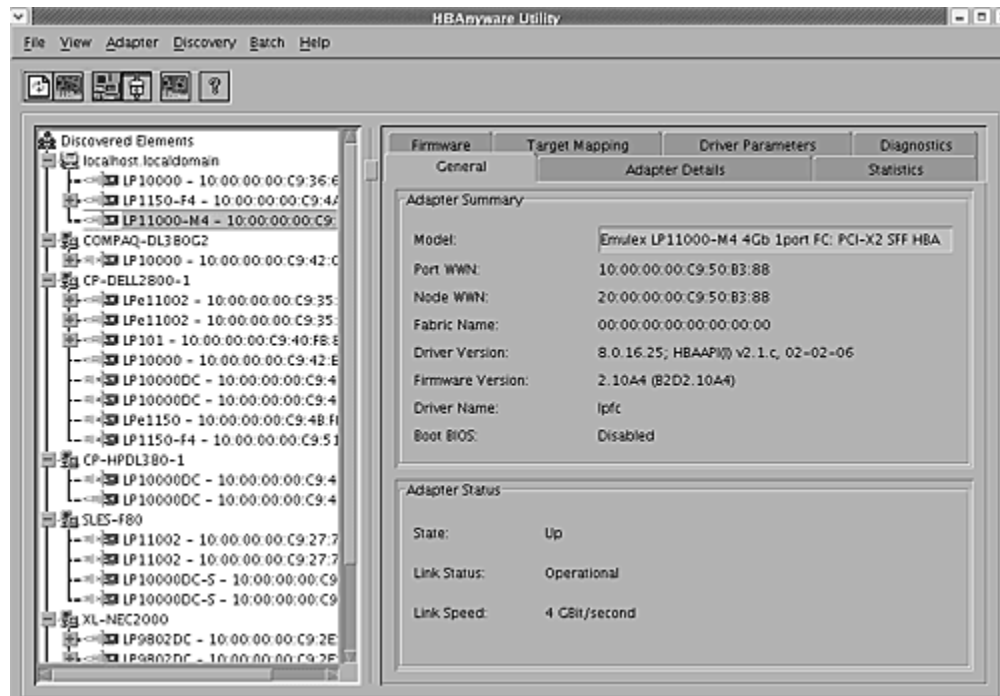 HBAnyware Utility
File View Adapter Discovery Batch Help
Discovered Elements
localhost.localdomain
LP10000 - 10:00:00:00:C9:36:6
LP1150-F4 - 10:00:00:00:C9:4A
LP11000-M4 - 10:00:00:00:C9:
COMPAQ-DL380G2
LP10000 - 10:00:00:00:C9:42:C
CP-DELL2800-1
LPe11002 - 10:00:00:00:C9:35:
LPe11002 - 10:00:00:00:C9:35:
LP101 - 10:00:00:00:C9:40:FB:E
LP10000 - 10:00:00:00:C9:42:E
LP10000DC - 10:00:00:00:C9:4
LP10000DC - 10:00:00:00:C9:4
LPe1150 - 10:00:00:00:C9:4B:F
LP1150-F4 - 10:00:00:00:C9:51
CP-HPDL380-1
LP10000DC - 10:00:00:00:C9:4
LP10000DC - 10:00:00:00:C9:4
SLES-F80
LP11002 - 10:00:00:00:C9:27:7
LP11002 - 10:00:00:00:C9:27:7
LP10000DC-S - 10:00:00:00:C9
LP10000DC-S - 10:00:00:00:C9
XL-NEC2000
LP9802DC - 10:00:00:00:C9:2E
LP9802DC - 10:00:00:00:C9:2E
Firmware Target Mapping Driver Parameters Diagnostics
General Adapter Details Statistics
Adapter Summary
Model: Emulex LP11000-M4 4Gb 1port FC: PCI-X2 SFF HBA
Port WWN: 10:00:00:00:C9:50:B3:88
Node WWN: 20:00:00:00:C9:50:B3:88
Fabric Name: 00:00:00:00:00:00:00:00
Driver Version: 8.0.16.25; HBAAPI(I) v2.1.c, 02-02-06
Firmware Version: 2.10A4 (B2D2.10A4)
Driver Name: lpfc
Boot BIOS: Disabled
Adapter Status
State: Up
Link Status: Operational
Link Speed: 4 GBit/second